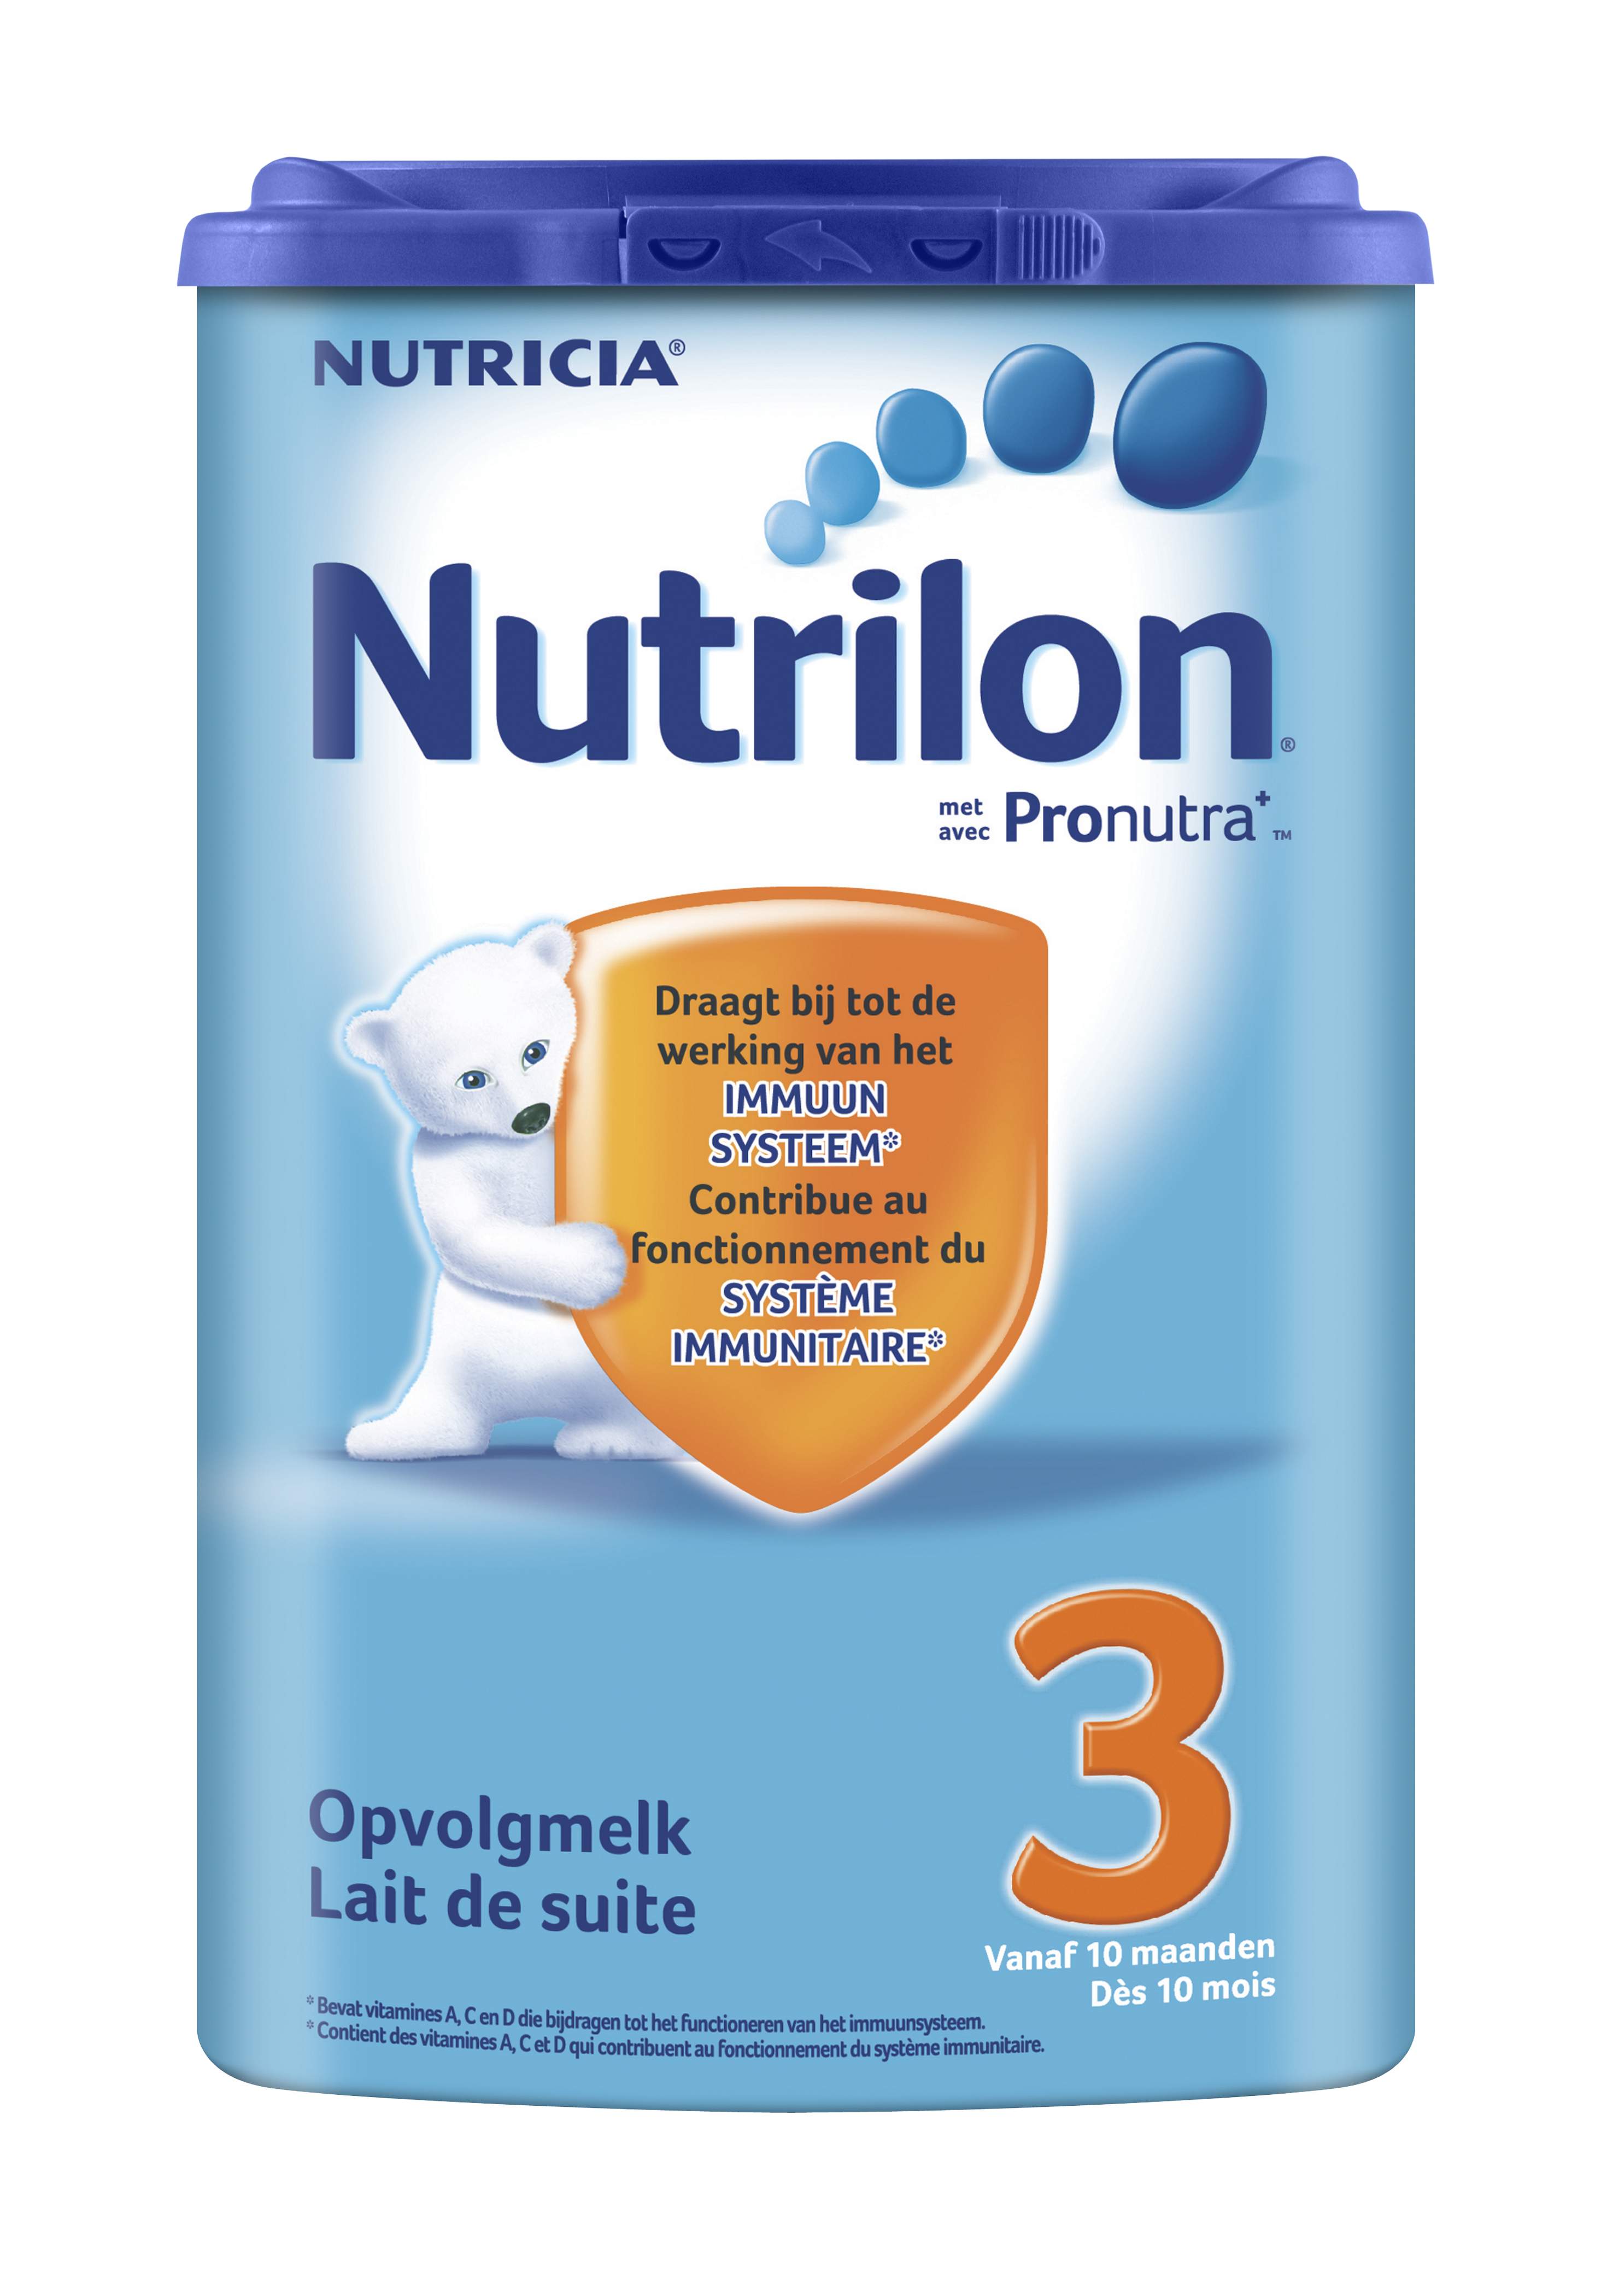 NUTRICIA®
Nutrilon®
met
avec Pronutra+™
Draagt bij tot de
werking van het
IMMUUN
SYSTEEM*
Contribue au
fonctionnement du
SYSTÈME
IMMUNITAIRE*
3
Opvolgmelk
Lait de suite
Vanaf 10 maanden
Dès 10 mois
* Bevat vitamines A, C en D die bijdragen tot het functioneren van het immuunsysteem.
* Contient des vitamines A, C et D qui contribuent au fonctionnement du système immunitaire.